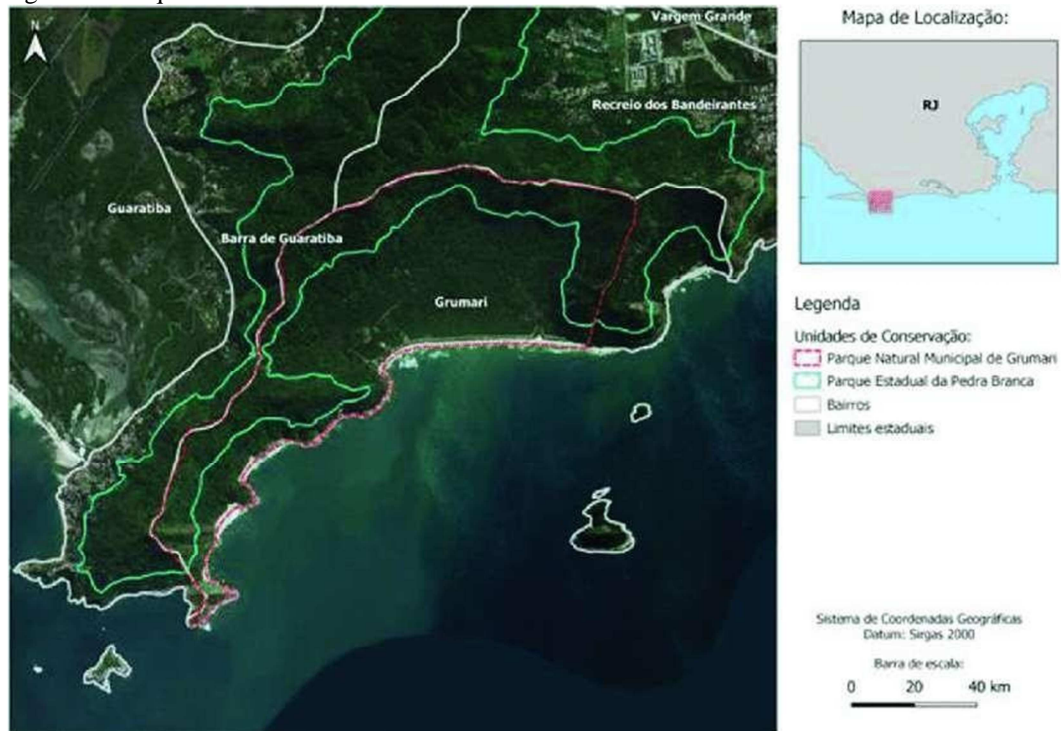 N
Vargem Grande
Recreio dos Bandeirantes
Guaratiba
Barra de Guaratiba
Grumari
Mapa de Localização:
RJ
Legenda
Unidades de Conservação:
Parque Natural Municipal de Grumari
Parque Estadual da Pedra Branca
Bairros
Limites estaduais
Sistema de Coordenadas Geográficas
Datum: Sirgas 2000
Barra de escala:
0 20 40 km